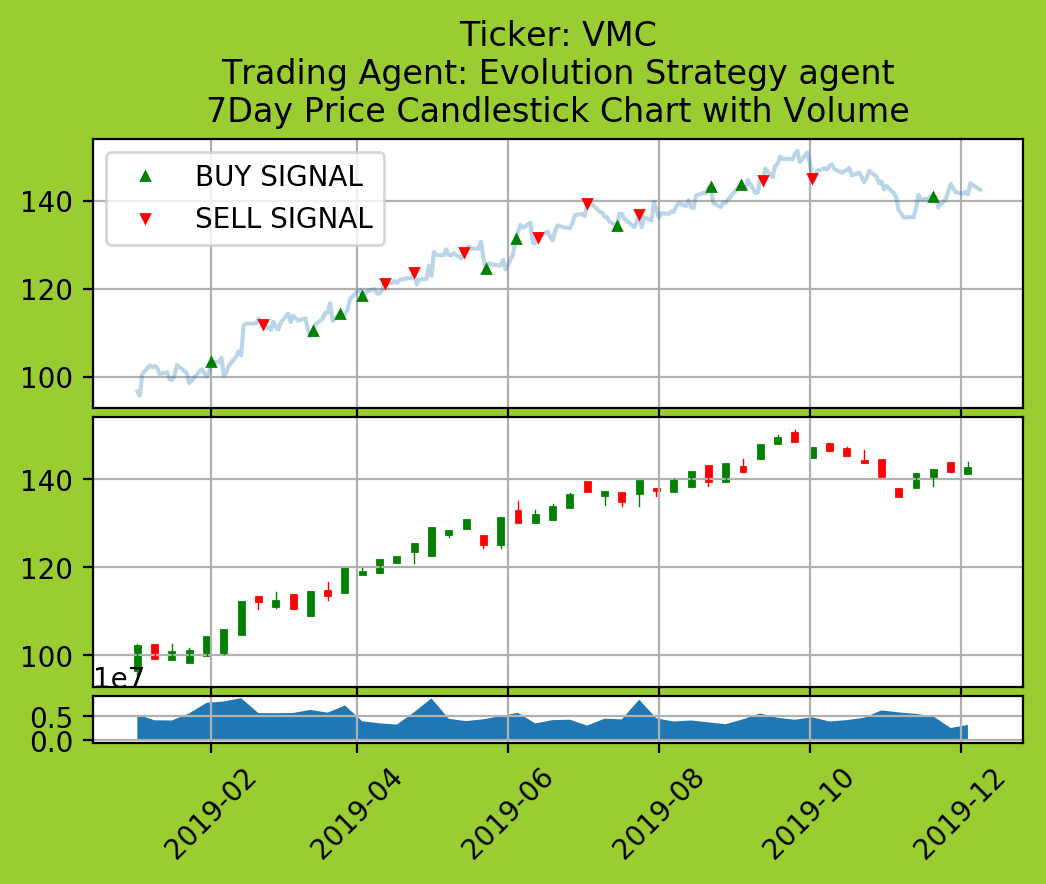 Ticker: VMC
Trading Agent: Evolution Strategy agent
7Day Price Candlestick Chart with Volume
BUY SIGNAL
SELL SIGNAL
140
120
100
140
120
100
1e7
0.5
0.0
2019-02
2019-04
2019-06
2019-08
2019-10
2019-12